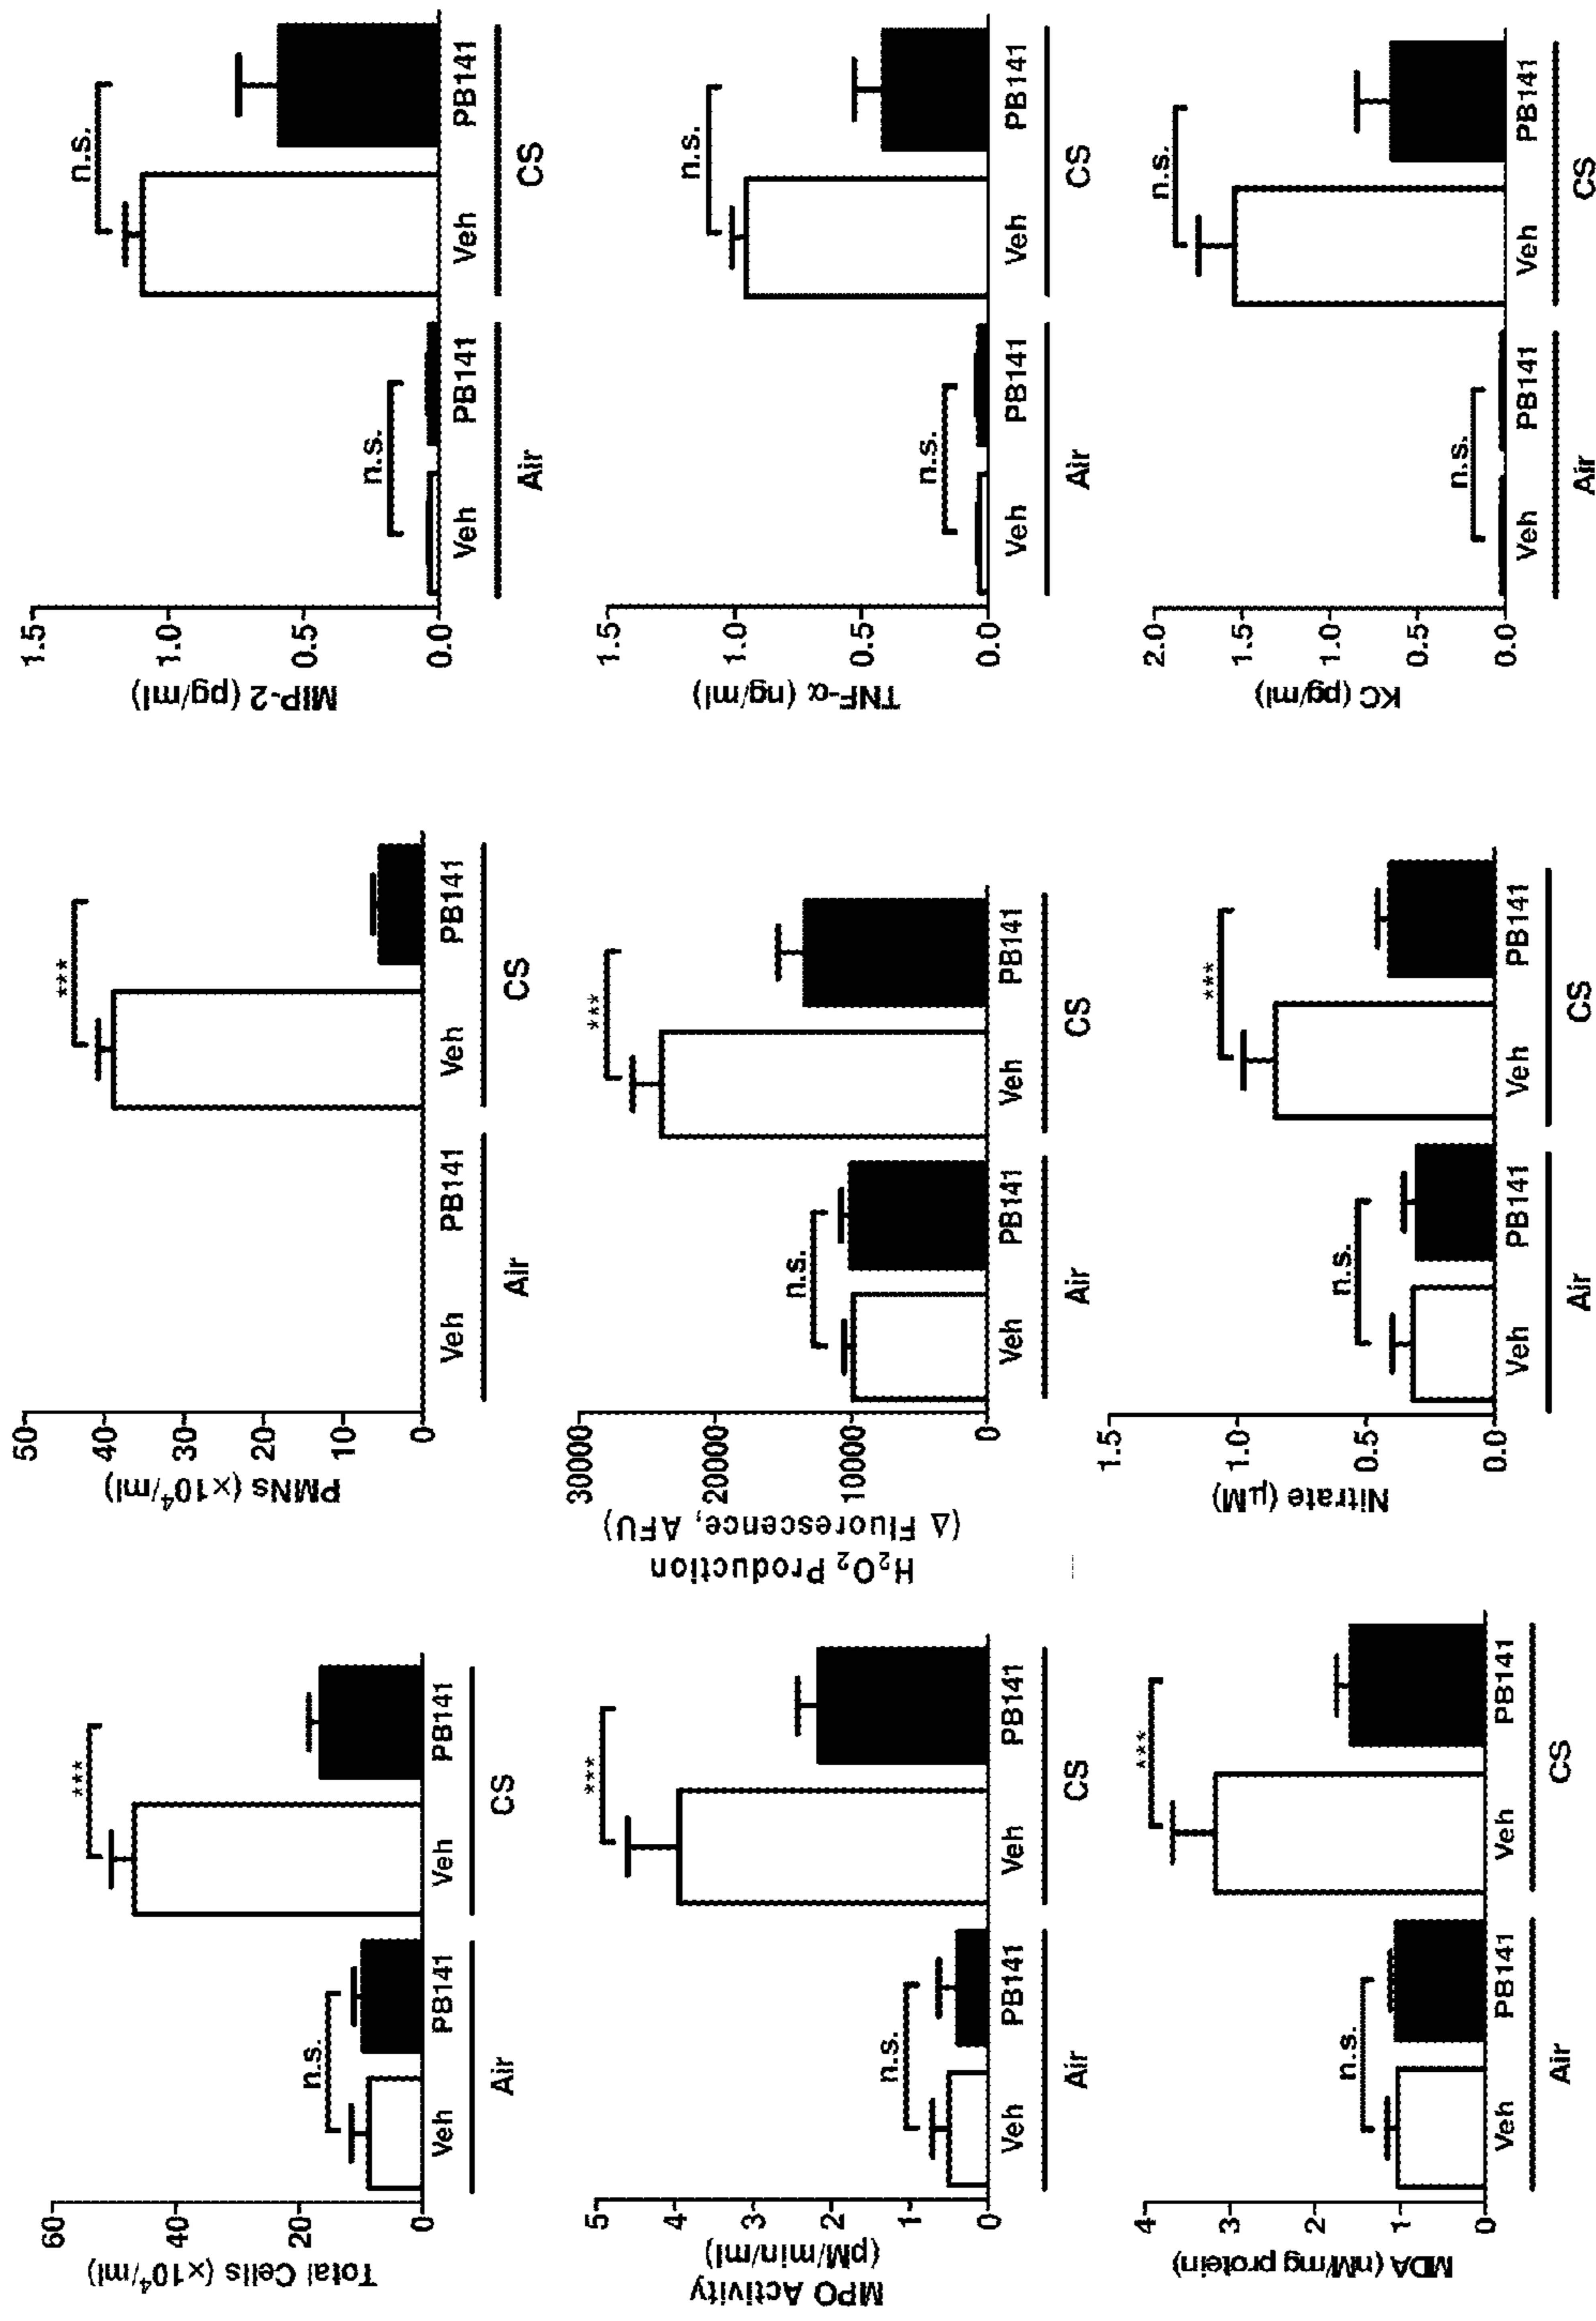 60
40
20
0
Total Cells (×10⁴/ml)
n.s.
***
Veh PB141 Veh PB141
Air CS
50
40
30
20
10
0
PMNs (×10⁴/ml)
***
Veh PB141 Veh PB141
Air CS
1.5
1.0
0.5
0.0
MIP-2 (pg/ml)
n.s.
n.s.
Veh PB141 Veh PB141
Air CS
5
4
3
2
1
0
MPO Activity
(pM/min/ml)
n.s.
***
Veh PB141 Veh PB141
Air CS
30000
20000
10000
0
H₂O₂ Production
(Δ Fluorescence, AFU)
n.s.
***
Veh PB141 Veh PB141
Air CS
1.5
1.0
0.5
0.0
TNF-α (ng/ml)
n.s.
n.s.
Veh PB141 Veh PB141
Air CS
4
3
2
1
0
MDA (nM/mg protein)
n.s.
***
Veh PB141 Veh PB141
Air CS
1.5
1.0
0.5
0.0
Nitrate (µM)
n.s.
***
Veh PB141 Veh PB141
Air CS
2.0
1.5
1.0
0.5
0.0
KC (pg/ml)
n.s.
n.s.
Veh PB141 Veh PB141
Air CS